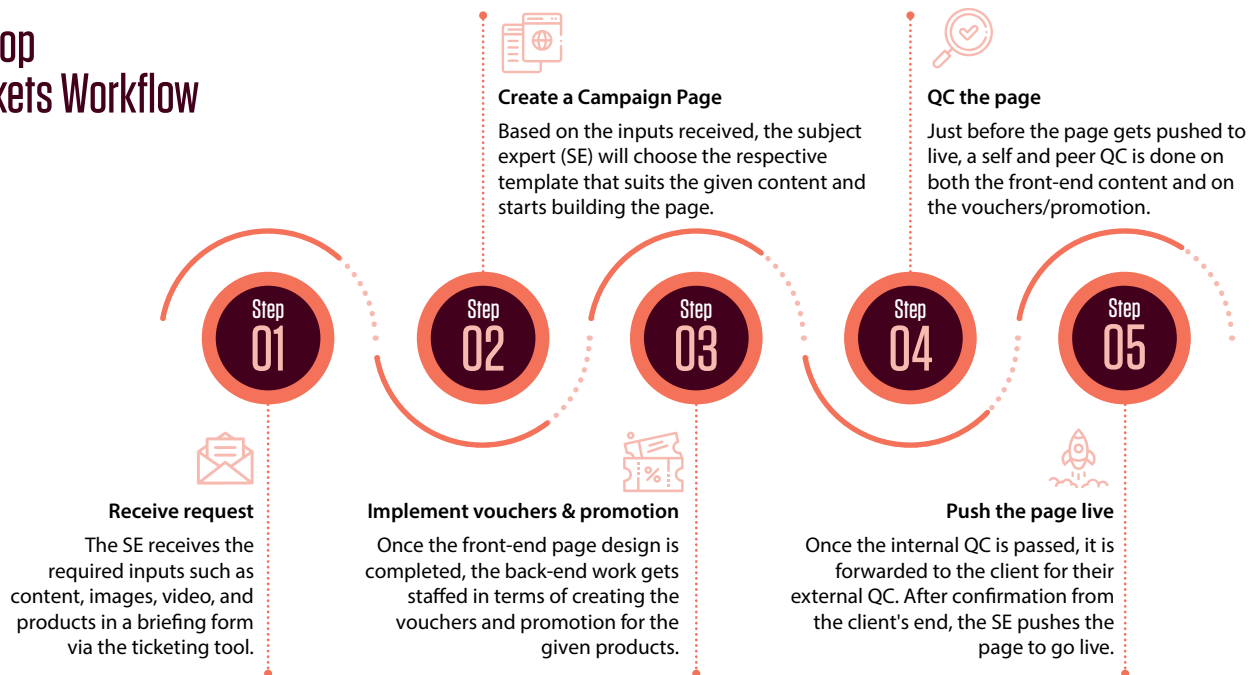 op
kets Workflow
Create a Campaign Page
Based on the inputs received, the subject
expert (SE) will choose the respective
template that suits the given content and
starts building the page.
QC the page
Just before the page gets pushed to
live, a self and peer QC is done on
both the front-end content and on
the vouchers/promotion.
Step
01
Step
02
Step
03
Step
04
Step
05
%
Receive request
The SE receives the
required inputs such as
content, images, video, and
products in a briefing form
via the ticketing tool.
Implement vouchers & promotion
Once the front-end page design is
completed, the back-end work gets
staffed in terms of creating the
vouchers and promotion for the
given products.
Push the page live
Once the internal QC is passed, it is
forwarded to the client for their
external QC. After confirmation from
the client's end, the SE pushes the
page to go live.